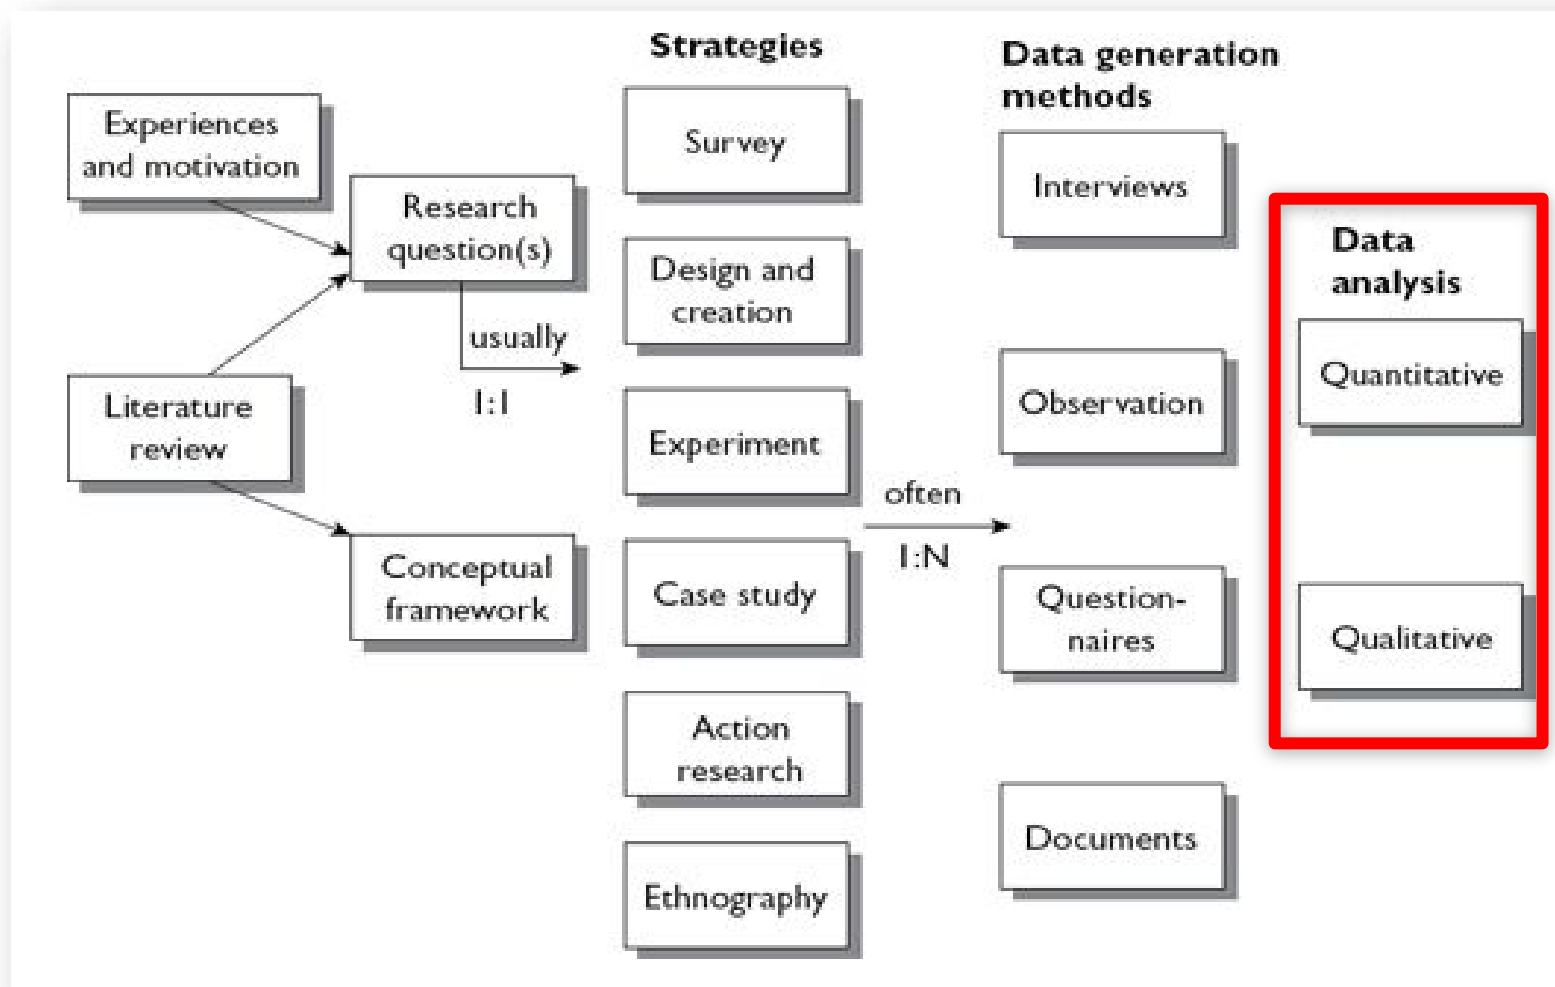 Experiences
and motivation
Literature
review
Research
question(s)
usually
1:1
Conceptual
framework
Strategies
Survey
Design and
creation
Experiment
Case study
Action
research
Ethnography
often
1:N
Data generation
methods
Interviews
Observation
Question-
naires
Documents
Data
analysis
Quantitative
Qualitative